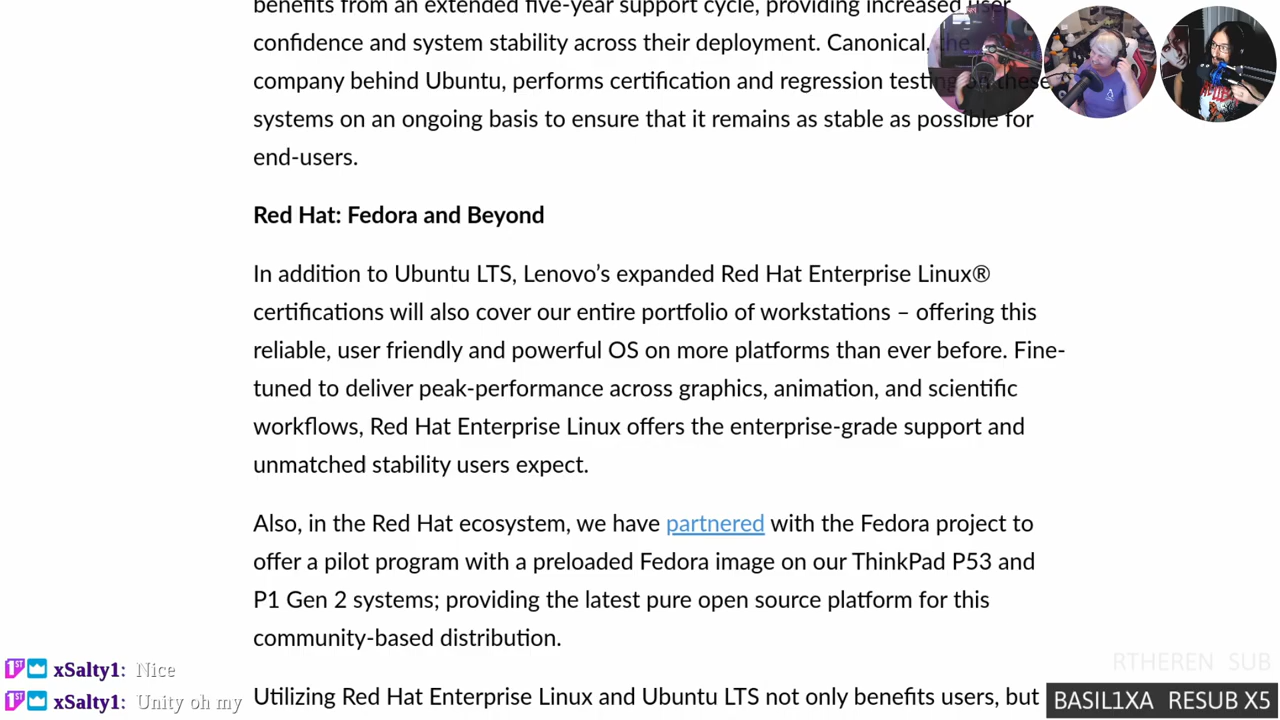 benefits from an extended five-year support cycle, providing increased user
confidence and system stability across their deployment. Canonical, the
company behind Ubuntu, performs certification and regression testing on these
systems on an ongoing basis to ensure that it remains as stable as possible for
end-users.
Red Hat: Fedora and Beyond
In addition to Ubuntu LTS, Lenovo’s expanded Red Hat Enterprise Linux®
certifications will also cover our entire portfolio of workstations – offering this
reliable, user friendly and powerful OS on more platforms than ever before. Fine-
tuned to deliver peak-performance across graphics, animation, and scientific
workflows, Red Hat Enterprise Linux offers the enterprise-grade support and
unmatched stability users expect.
Also, in the Red Hat ecosystem, we have partnered with the Fedora project to
offer a pilot program with a preloaded Fedora image on our ThinkPad P53 and
P1 Gen 2 systems; providing the latest pure open source platform for this
community-based distribution.
Utilizing Red Hat Enterprise Linux and Ubuntu LTS not only benefits users, but
1ST xSalty1: Nice
1ST xSalty1: Unity oh my
RTHEREN SUB
BASIL1XA RESUB X5